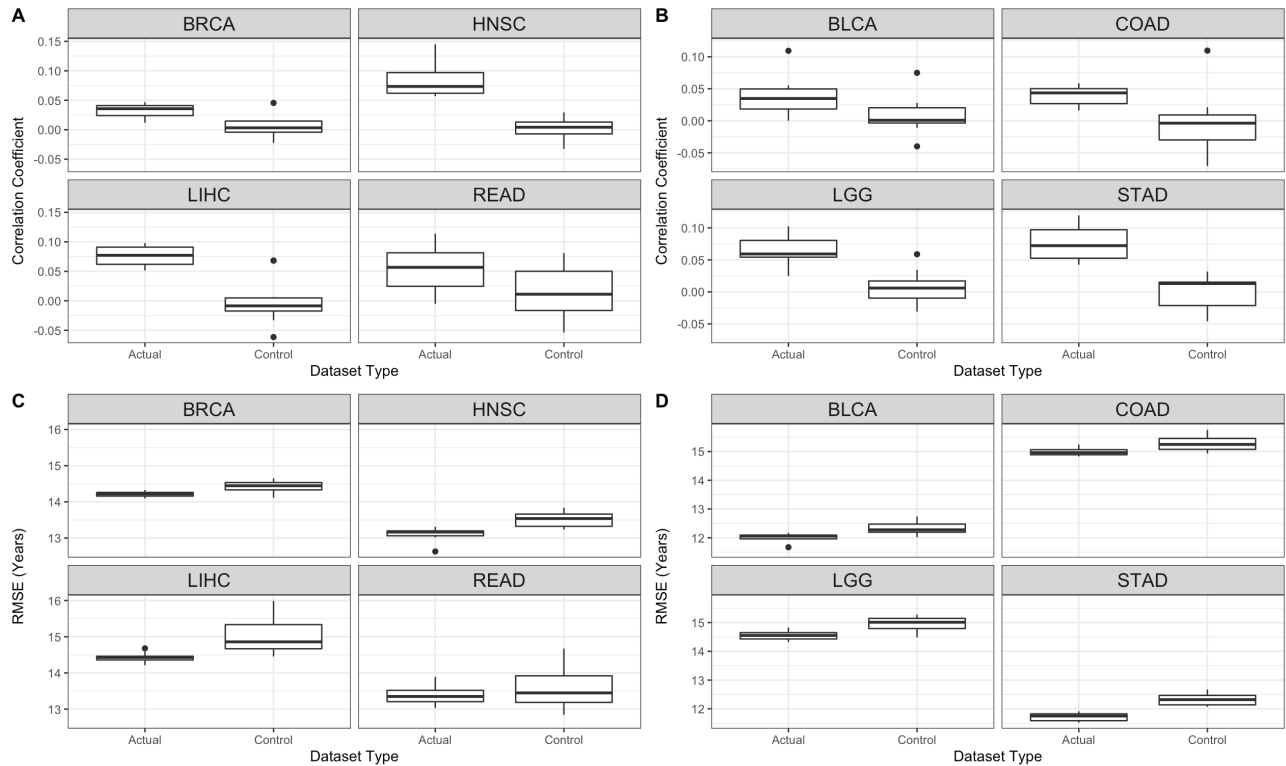 A
BRCA
HNSC
0.15
0.10
0.05
0.00
-0.05
LIHC
READ
0.15
0.10
0.05
0.00
-0.05
Correlation Coefficient
Actual
Control
Actual
Control
Dataset Type
B
BLCA
COAD
0.10
0.05
0.00
-0.05
LGG
STAD
0.10
0.05
0.00
-0.05
Correlation Coefficient
Actual
Control
Actual
Control
Dataset Type
C
BRCA
HNSC
16
15
14
13
LIHC
READ
16
15
14
13
RMSE (Years)
Actual
Control
Actual
Control
Dataset Type
D
BLCA
COAD
15
14
13
12
LGG
STAD
15
14
13
12
RMSE (Years)
Actual
Control
Actual
Control
Dataset Type